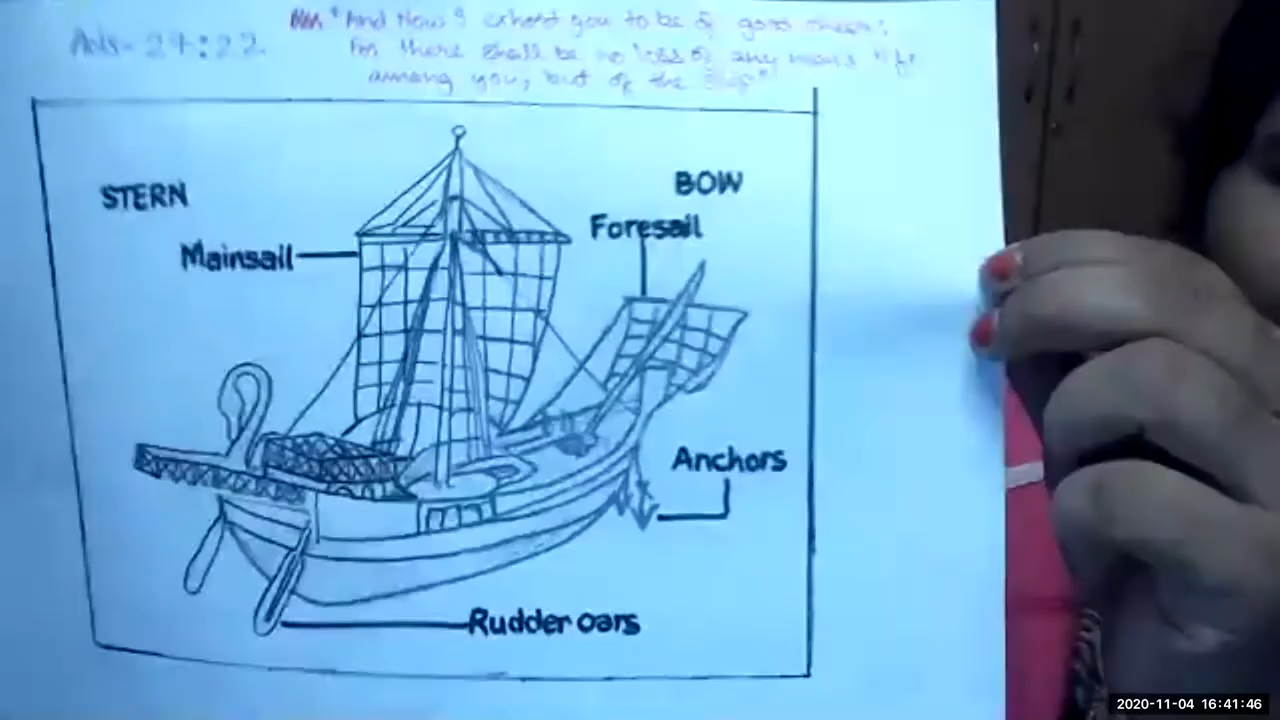 Acts-27:22. "And Now I exhort you to be of good cheer:
For there shall be no loss of any man's life
among you, but of the ship"
STERN
BOW
Foresail
Mainsail
Anchors
Rudder oars
2020-11-04 16:41:46